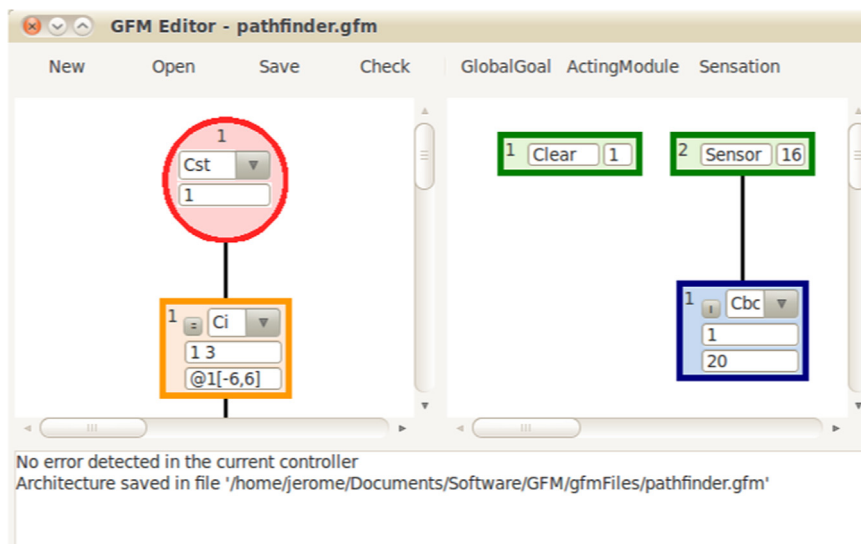 GFM Editor - pathfinder.gfm
New Open Save Check GlobalGoal ActingModule Sensation
1
Cst
1
1 = Ci
1 3
@1[-6,6]
1 Clear 1
2 Sensor 16
1 Cbc
1
20
No error detected in the current controller
Architecture saved in file '/home/jerome/Documents/Software/GFM/gfmFiles/pathfinder.gfm'